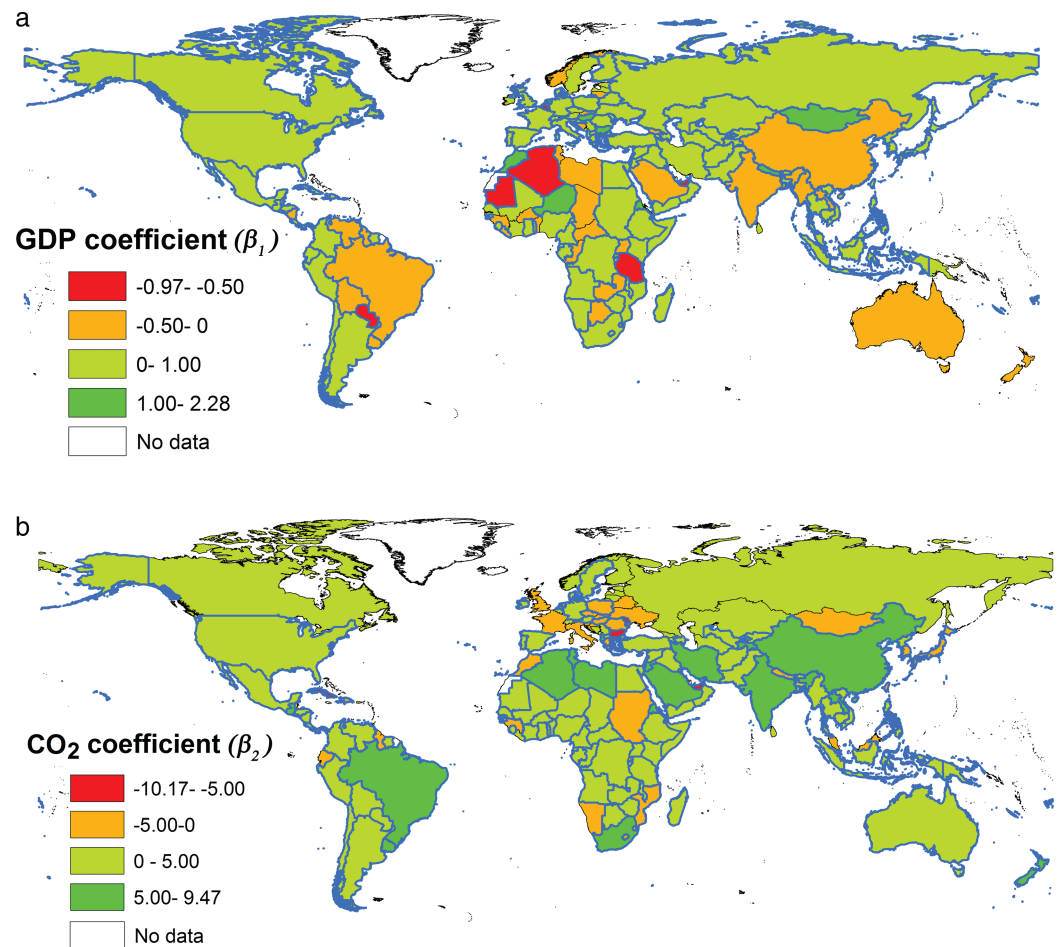 a
GDP coefficient (β₁)
-0.97- -0.50
-0.50- 0
0- 1.00
1.00- 2.28
No data
b
CO₂ coefficient (β₂)
-10.17- -5.00
-5.00-0
0 - 5.00
5.00- 9.47
No data